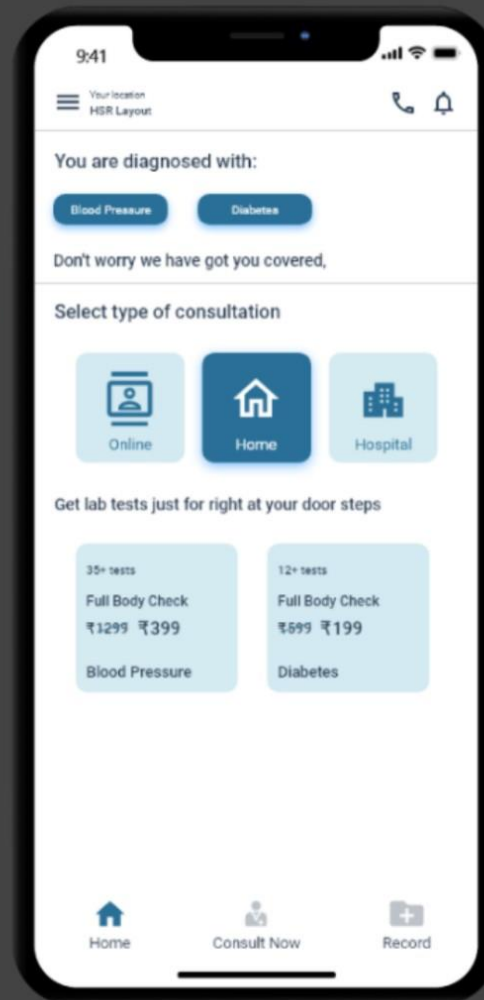 9:41
Your location
HSR Layout
You are diagnosed with:
Blood Pressure Diabetes
Don't worry we have got you covered,
Select type of consultation
Online Home Hospital
Get lab tests just for right at your door steps
35+ tests 12+ tests
Full Body Check Full Body Check
₹1299 ₹399 ₹599 ₹199
Blood Pressure Diabetes
Home Consult Now Record